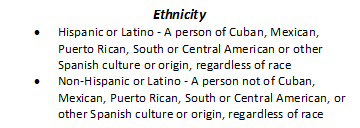 Ethnicity
• Hispanic or Latino - A person of Cuban, Mexican,
Puerto Rican, South or Central American or other
Spanish culture or origin, regardless of race
• Non-Hispanic or Latino - A person not of Cuban,
Mexican, Puerto Rican, South or Central American, or
other Spanish culture or origin, regardless of race